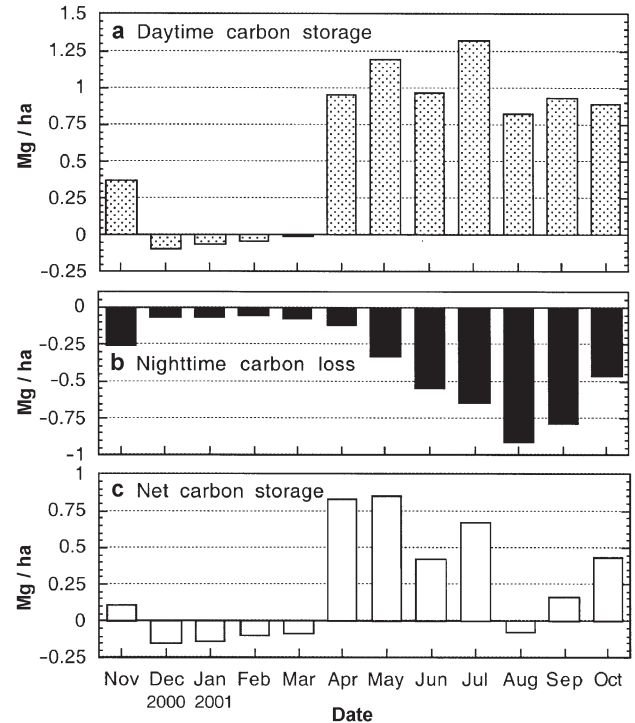 1.5
a Daytime carbon storage
1.25
1
0.75
0.5
0.25
0
−0.25
Mg / ha
0
−0.25
b Nighttime carbon loss
−0.5
−0.75
−1
Mg / ha
1
c Net carbon storage
0.75
0.5
0.25
0
−0.25
Mg / ha
Nov Dec Jan Feb Mar Apr May Jun Jul Aug Sep Oct
2000 2001
Date